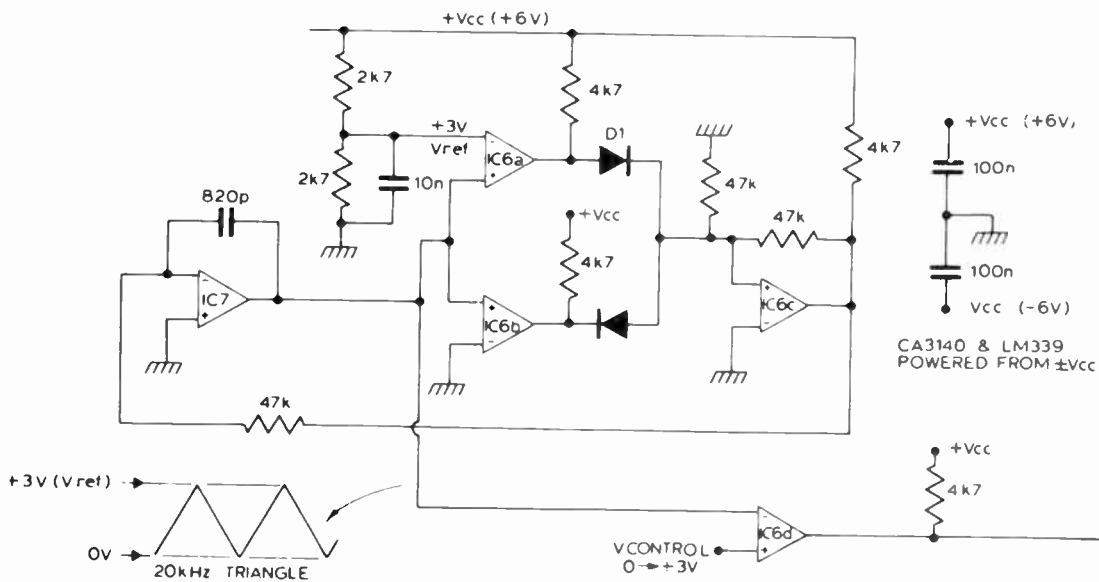 +Vcc (+6V)
2k7
4k7
+3V
Vref
IC6a
D1
+Vcc (+6V)
4k7
100n
2k7
10n
47k
820p
+Vcc
47k
4k7
IC7
IC6b
IC6c
100n
Vcc (-6V)
CA3140 & LM339
POWERED FROM ±Vcc
47k
+Vcc
+3V (Vref)
4k7
IC6d
0V
V CONTROL
0 → +3V
20kHz TRIANGLE
- + + - - + + - - +